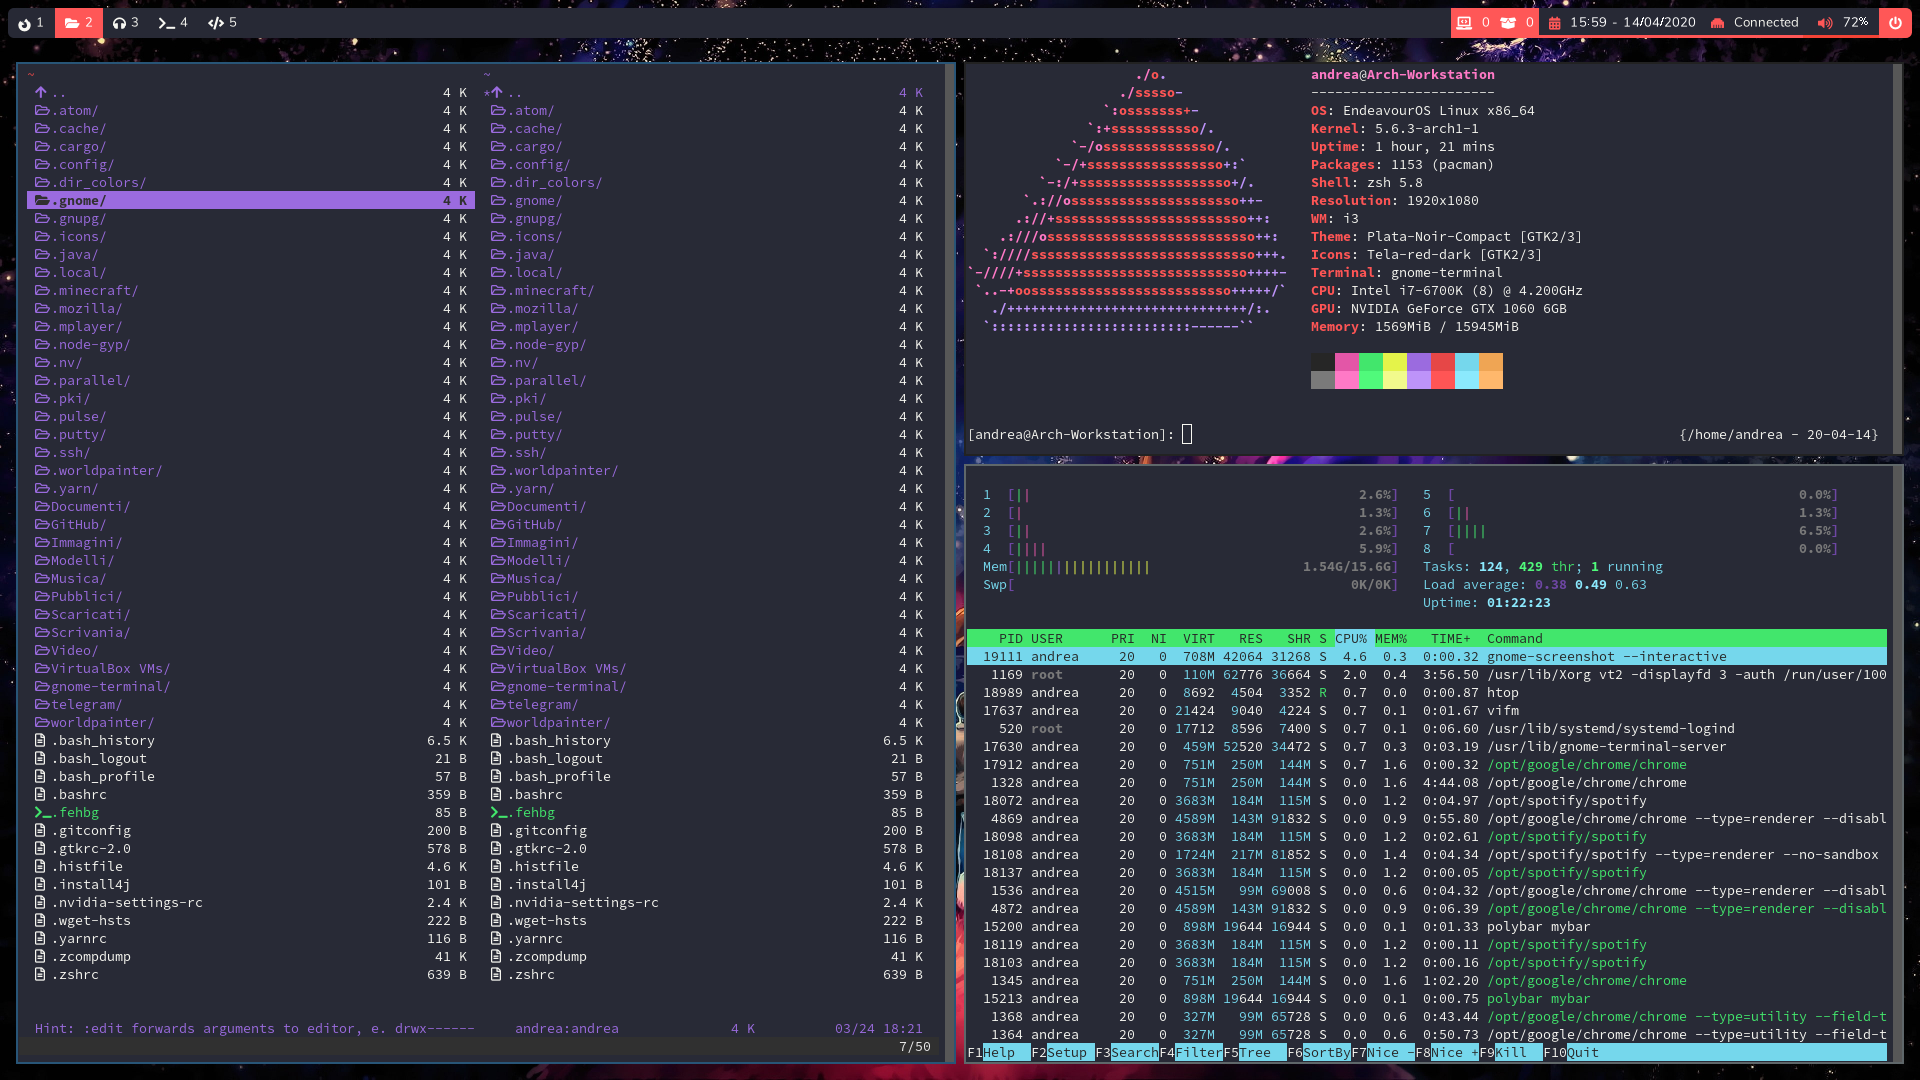 1 2 3 4 5 0 0 15:59 - 14/04/2020 Connected 72%
~ ~
.. 4 K *.. 4 K
.atom/ 4 K .atom/ 4 K
.cache/ 4 K .cache/ 4 K
.cargo/ 4 K .cargo/ 4 K
.config/ 4 K .config/ 4 K
.dir_colors/ 4 K .dir_colors/ 4 K
.gnome/ 4 K .gnome/ 4 K
.gnupg/ 4 K .gnupg/ 4 K
.icons/ 4 K .icons/ 4 K
.java/ 4 K .java/ 4 K
.local/ 4 K .local/ 4 K
.minecraft/ 4 K .minecraft/ 4 K
.mozilla/ 4 K .mozilla/ 4 K
.mplayer/ 4 K .mplayer/ 4 K
.node-gyp/ 4 K .node-gyp/ 4 K
.nv/ 4 K .nv/ 4 K
.parallel/ 4 K .parallel/ 4 K
.pki/ 4 K .pki/ 4 K
.pulse/ 4 K .pulse/ 4 K
.putty/ 4 K .putty/ 4 K
.ssh/ 4 K .ssh/ 4 K
.worldpainter/ 4 K .worldpainter/ 4 K
.yarn/ 4 K .yarn/ 4 K
Documenti/ 4 K Documenti/ 4 K
GitHub/ 4 K GitHub/ 4 K
Immagini/ 4 K Immagini/ 4 K
Modelli/ 4 K Modelli/ 4 K
Musica/ 4 K Musica/ 4 K
Pubblici/ 4 K Pubblici/ 4 K
Scaricati/ 4 K Scaricati/ 4 K
Scrivania/ 4 K Scrivania/ 4 K
Video/ 4 K Video/ 4 K
VirtualBox VMs/ 4 K VirtualBox VMs/ 4 K
gnome-terminal/ 4 K gnome-terminal/ 4 K
telegram/ 4 K telegram/ 4 K
worldpainter/ 4 K worldpainter/ 4 K
.bash_history 6.5 K .bash_history 6.5 K
.bash_logout 21 B .bash_logout 21 B
.bash_profile 57 B .bash_profile 57 B
.bashrc 359 B .bashrc 359 B
.fehbg 85 B .fehbg 85 B
.gitconfig 200 B .gitconfig 200 B
.gtkrc-2.0 578 B .gtkrc-2.0 578 B
.histfile 4.6 K .histfile 4.6 K
.install4j 101 B .install4j 101 B
.nvidia-settings-rc 2.4 K .nvidia-settings-rc 2.4 K
.wget-hsts 222 B .wget-hsts 222 B
.yarnrc 116 B .yarnrc 116 B
.zcompdump 41 K .zcompdump 41 K
.zshrc 639 B .zshrc 639 B
Hint: :edit forwards arguments to editor, e. drwx------ andrea:andrea 4 K 03/24 18:21
7/50
./o. andrea@Arch-Workstation
./sssso- -----------------------
`:osssssss+- OS: EndeavourOS Linux x86_64
`:+sssssssssso/. Kernel: 5.6.3-arch1-1
`-/ossssssssssssso/. Uptime: 1 hour, 21 mins
`-/+sssssssssssssssso+:` Packages: 1153 (pacman)
`-:/+sssssssssssssssssso+/. Shell: zsh 5.8
`.://osssssssssssssssssssso++- Resolution: 1920x1080
.://+ssssssssssssssssssssssso++: WM: i3
.:///ossssssssssssssssssssssssso++: Theme: Plata-Noir-Compact [GTK2/3]
`:////ssssssssssssssssssssssssssso+++. Icons: Tela-red-dark [GTK2/3]
`-////+ssssssssssssssssssssssssssso++++- Terminal: gnome-terminal
`..-+oosssssssssssssssssssssssso+++++/` CPU: Intel i7-6700K (8) @ 4.200GHz
./++++++++++++++++++++++++++++++/:. GPU: NVIDIA GeForce GTX 1060 6GB
`:::::::::::::::::::::::::------`` Memory: 1569MiB / 15945MiB
[andrea@Arch-Workstation]: {/home/andrea - 20-04-14}
1 [|| 2.6%] 5 [ 0.0%]
2 [| 1.3%] 6 [|| 1.3%]
3 [|| 2.6%] 7 [|||| 6.5%]
4 [|||| 5.9%] 8 [ 0.0%]
Mem[||||||||||||||||| 1.54G/15.6G] Tasks: 124, 429 thr; 1 running
Swp[ 0K/0K] Load average: 0.38 0.49 0.63
Uptime: 01:22:23
PID USER PRI NI VIRT RES SHR S CPU% MEM% TIME+ Command
19111 andrea 20 0 708M 42064 31268 S 4.6 0.3 0:00.32 gnome-screenshot --interactive
1169 root 20 0 110M 62776 36664 S 2.0 0.4 3:56.50 /usr/lib/Xorg vt2 -displayfd 3 -auth /run/user/100
18989 andrea 20 0 8692 4504 3352 R 0.7 0.0 0:00.87 htop
17637 andrea 20 0 21424 9040 4224 S 0.7 0.1 0:01.67 vifm
520 root 20 0 17712 8596 7400 S 0.7 0.1 0:06.60 /usr/lib/systemd/systemd-logind
17630 andrea 20 0 459M 52520 34472 S 0.7 0.3 0:03.19 /usr/lib/gnome-terminal-server
17912 andrea 20 0 751M 250M 144M S 0.7 1.6 0:00.32 /opt/google/chrome/chrome
1328 andrea 20 0 751M 250M 144M S 0.0 1.6 4:44.08 /opt/google/chrome/chrome
18072 andrea 20 0 3683M 184M 115M S 0.0 1.2 0:04.97 /opt/spotify/spotify
4869 andrea 20 0 4589M 143M 91832 S 0.0 0.9 0:55.80 /opt/google/chrome/chrome --type=renderer --disabl
18098 andrea 20 0 3683M 184M 115M S 0.0 1.2 0:02.61 /opt/spotify/spotify
18108 andrea 20 0 1724M 217M 81852 S 0.0 1.4 0:04.34 /opt/spotify/spotify --type=renderer --no-sandbox
18137 andrea 20 0 3683M 184M 115M S 0.0 1.2 0:00.05 /opt/spotify/spotify
1536 andrea 20 0 4515M 99M 69008 S 0.0 0.6 0:04.32 /opt/google/chrome/chrome --type=renderer --disabl
4872 andrea 20 0 4589M 143M 91832 S 0.0 0.9 0:06.39 /opt/google/chrome/chrome --type=renderer --disabl
15200 andrea 20 0 898M 19644 16944 S 0.0 0.1 0:01.33 polybar mybar
18119 andrea 20 0 3683M 184M 115M S 0.0 1.2 0:00.11 /opt/spotify/spotify
18103 andrea 20 0 3683M 184M 115M S 0.0 1.2 0:00.16 /opt/spotify/spotify
1345 andrea 20 0 751M 250M 144M S 0.0 1.6 1:02.20 /opt/google/chrome/chrome
15213 andrea 20 0 898M 19644 16944 S 0.0 0.1 0:00.75 polybar mybar
1368 andrea 20 0 327M 99M 65728 S 0.0 0.6 0:43.44 /opt/google/chrome/chrome --type=utility --field-t
1364 andrea 20 0 327M 99M 65728 S 0.0 0.6 0:50.73 /opt/google/chrome/chrome --type=utility --field-t
F1Help F2Setup F3SearchF4FilterF5Tree F6SortByF7Nice -F8Nice +F9Kill F10Quit